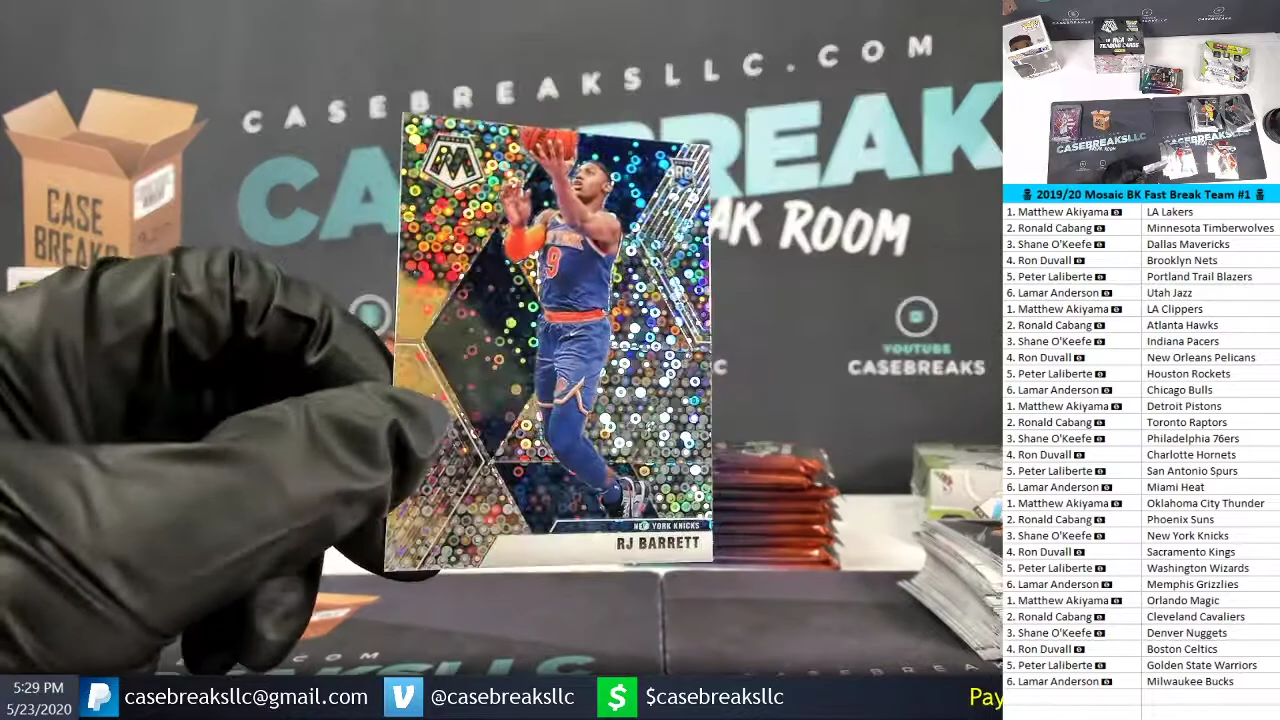 CASEBREAKSLLC.COM
CA BREAK
AK ROOM
CASE
BREAKS
MOSAIC
RC
9
NEW YORK KNICKS
RJ BARRETT
YOUTUBE
CASEBREAKS
C
2019/20 Mosaic BK Fast Break Team #1
1. Matthew Akiyama LA Lakers
2. Ronald Cabang Minnesota Timberwolves
3. Shane O'Keefe Dallas Mavericks
4. Ron Duvall Brooklyn Nets
5. Peter Laliberte Portland Trail Blazers
6. Lamar Anderson Utah Jazz
1. Matthew Akiyama LA Clippers
2. Ronald Cabang Atlanta Hawks
3. Shane O'Keefe Indiana Pacers
4. Ron Duvall New Orleans Pelicans
5. Peter Laliberte Houston Rockets
6. Lamar Anderson Chicago Bulls
1. Matthew Akiyama Detroit Pistons
2. Ronald Cabang Toronto Raptors
3. Shane O'Keefe Philadelphia 76ers
4. Ron Duvall Charlotte Hornets
5. Peter Laliberte San Antonio Spurs
6. Lamar Anderson Miami Heat
1. Matthew Akiyama Oklahoma City Thunder
2. Ronald Cabang Phoenix Suns
3. Shane O'Keefe New York Knicks
4. Ron Duvall Sacramento Kings
5. Peter Laliberte Washington Wizards
6. Lamar Anderson Memphis Grizzlies
1. Matthew Akiyama Orlando Magic
2. Ronald Cabang Cleveland Cavaliers
3. Shane O'Keefe Denver Nuggets
4. Ron Duvall Boston Celtics
5. Peter Laliberte Golden State Warriors
6. Lamar Anderson Milwaukee Bucks
5:29 PM
5/23/2020
casebreaksllc@gmail.com
@casebreaksllc
$casebreaksllc
Pay